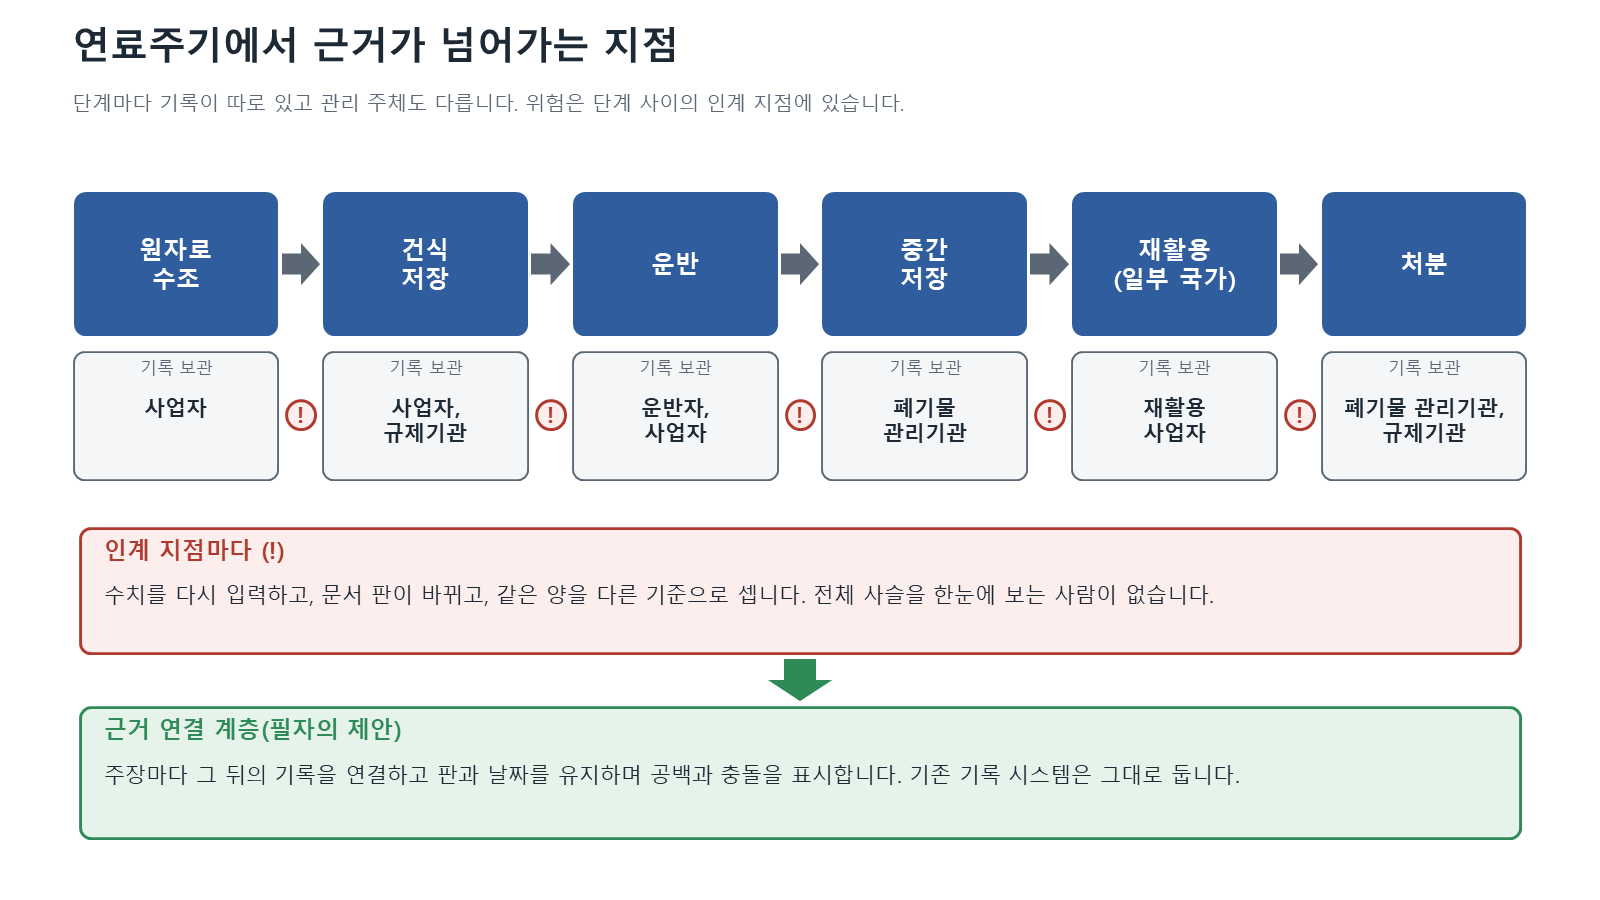 연료주기에서 근거가 넘어가는 지점
단계마다 기록이 따로 있고 관리 주체도 다릅니다. 위험은 단계 사이의 인계 지점에 있습니다.
원자로
수조
건식
저장
운반
중간
저장
재활용
(일부 국가)
처분
기록 보관
사업자
!
기록 보관
사업자,
규제기관
!
기록 보관
운반자,
사업자
!
기록 보관
폐기물
관리기관
!
기록 보관
재활용
사업자
!
기록 보관
폐기물 관리기관,
규제기관
인계 지점마다 (!)
수치를 다시 입력하고, 문서 판이 바뀌고, 같은 양을 다른 기준으로 셉니다. 전체 사슬을 한눈에 보는 사람이 없습니다.
근거 연결 계층(필자의 제안)
주장마다 그 뒤의 기록을 연결하고 판과 날짜를 유지하며 공백과 충돌을 표시합니다. 기존 기록 시스템은 그대로 둡니다.